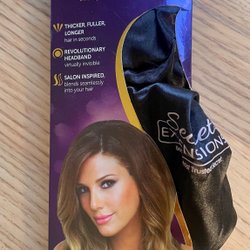 THICKER, FULLER,
LONGER
hair in seconds
REVOLUTIONARY
HEADBAND
virtually invisible
SALON INSPIRED,
blends seamlessly
into your hair
Secret
EXTENSIONS